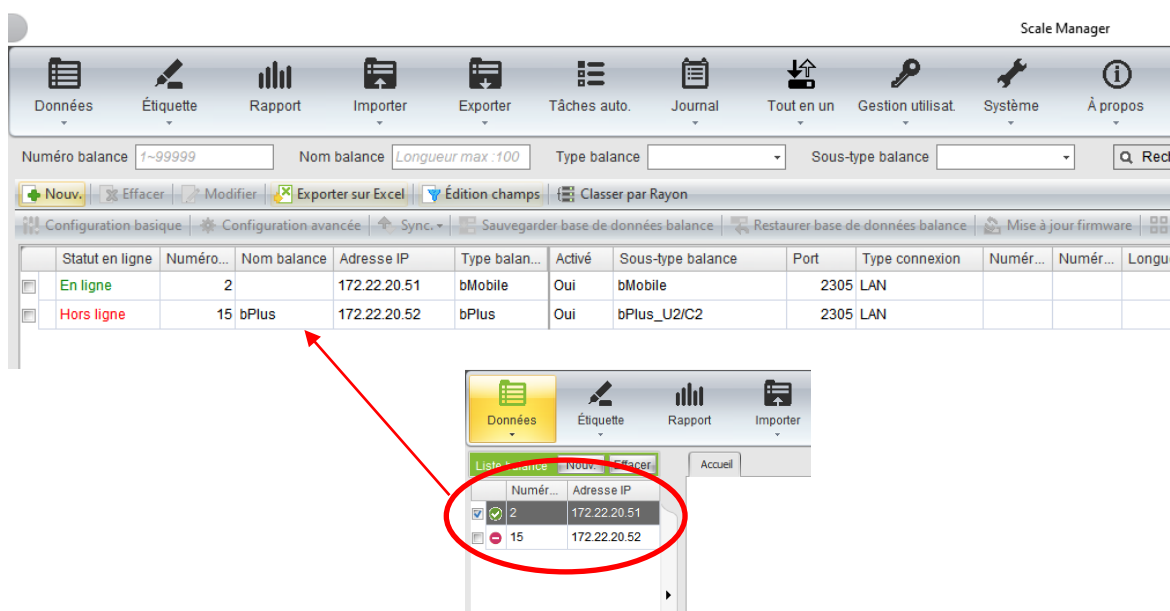 Scale Manager
Données Étiquette Rapport Importer Exporter Tâches auto. Journal Tout en un Gestion utilisat. Système À propos
Numéro balance 1~99999 Nom balance Longueur max :100 Type balance Sous-type balance Rech
Nouv. Effacer Modifier Exporter sur Excel Édition champs Classer par Rayon
Configuration basique Configuration avancée Sync. Sauvegarder base de données balance Restaurer base de données balance Mise à jour firmware
Statut en ligne Numéro... Nom balance Adresse IP Type balan... Activé Sous-type balance Port Type connexion Numér... Numér... Longue
En ligne 2 172.22.20.51 bMobile Oui bMobile 2305 LAN
Hors ligne 15 bPlus 172.22.20.52 bPlus Oui bPlus_U2/C2 2305 LAN
Données Étiquette Rapport Importer
Liste balance Nouv. Effacer Accueil
Numér... Adresse IP
2 172.22.20.51
15 172.22.20.52